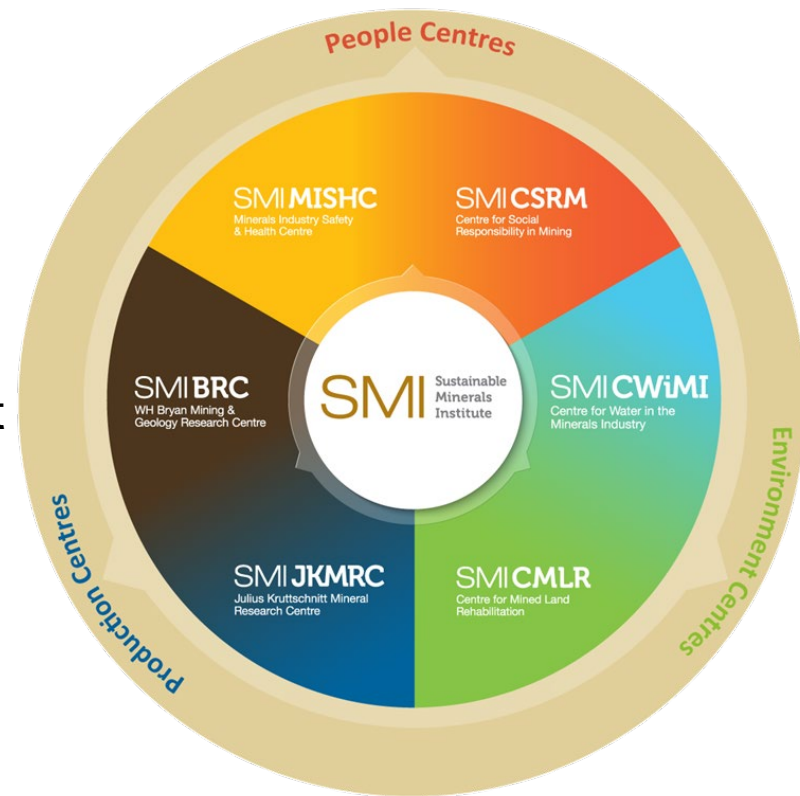 People Centres
SMI MISHC
Minerals Industry Safety
& Health Centre
SMI CSRM
Centre for Social
Responsibility in Mining
SMI BRC
WH Bryan Mining &
Geology Research Centre
SMI Sustainable
Minerals
Institute
SMI CWiMI
Centre for Water in the
Minerals Industry
SMI JKMRC
Julius Kruttschnitt Mineral
Research Centre
SMI CMLR
Centre for Mined Land
Rehabilitation
Production Centres
Environment Centres